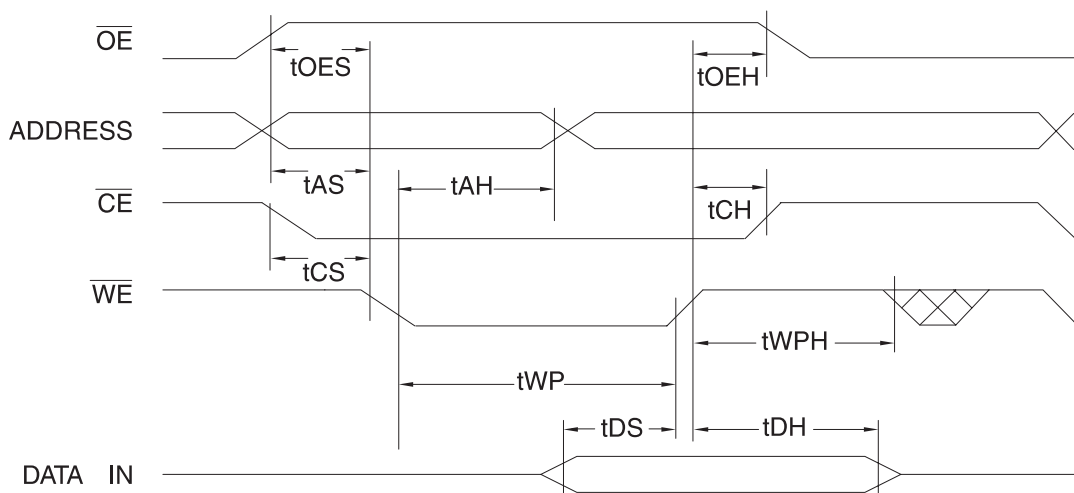 OE
tOES
tOEH
ADDRESS
tAS
tAH
CE
tCH
tCS
WE
tWPH
tWP
tDS
tDH
DATA IN